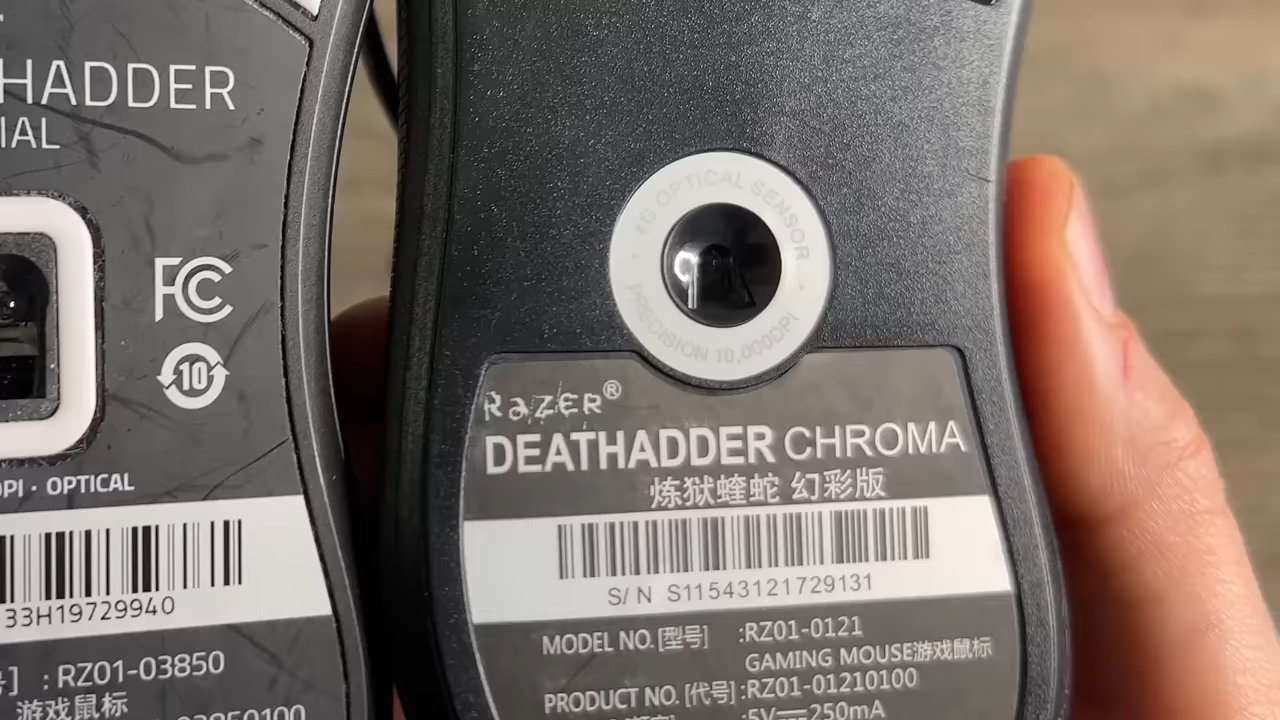 HADDER
IAL
FC
10
DPI · OPTICAL
33H19729940
: RZ01-03850
游戏鼠标
03850100
4G OPTICAL SENSOR
PRECISION 10,000DPI
RAZER®
DEATHADDER CHROMA
炼狱蝰蛇 幻彩版
S/N S11543121729131
MODEL NO.[型号] :RZ01-0121
GAMING MOUSE游戏鼠标
PRODUCT NO. [代号] :RZ01-01210100
:5V⎓250mA